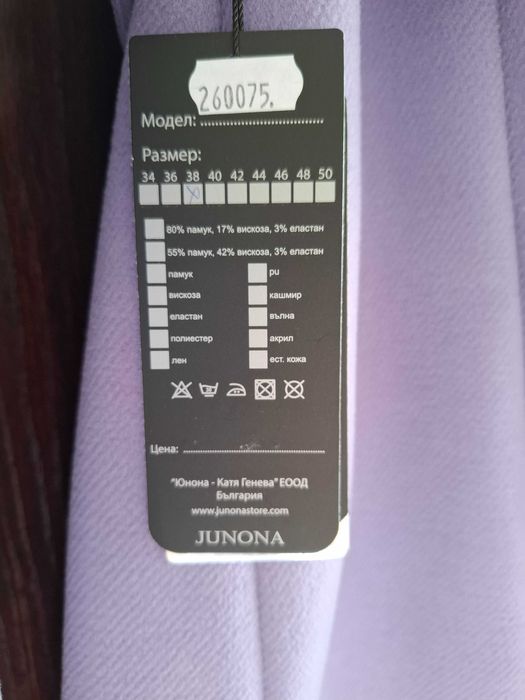 260075.
Модел: ..................................
Размер:
34 36 38 40 42 44 46 48 50
x
80% памук, 17% вискоза, 3% еластан
55% памук, 42% вискоза, 3% еластан
памук pu
вискоза кашмир
еластан вълна
полиестер акрил
лен ест. кожа
Цена: ........................................
"Юнона - Катя Генева" ЕООД
България
www.junonastore.com
JUNONA